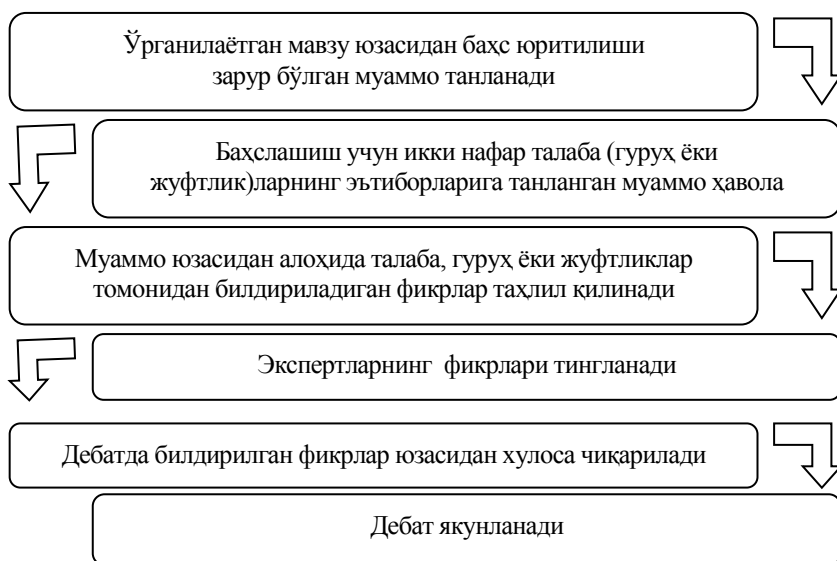 Ўрганилаётган мавзу юзасидан баҳс юритилиши
зарур бўлган муаммо танланади
Баҳслашиш учун икки нафар талаба (гуруҳ ёки
жуфтлик)ларнинг эътиборларига танланган муаммо ҳавола
Муаммо юзасидан алоҳида талаба, гуруҳ ёки жуфтликлар
томонидан билдириладиган фикрлар таҳлил қилинади
Экспертларнинг фикрлари тингланади
Дебатда билдирилган фикрлар юзасидан хулоса чиқарилади
Дебат якунланади